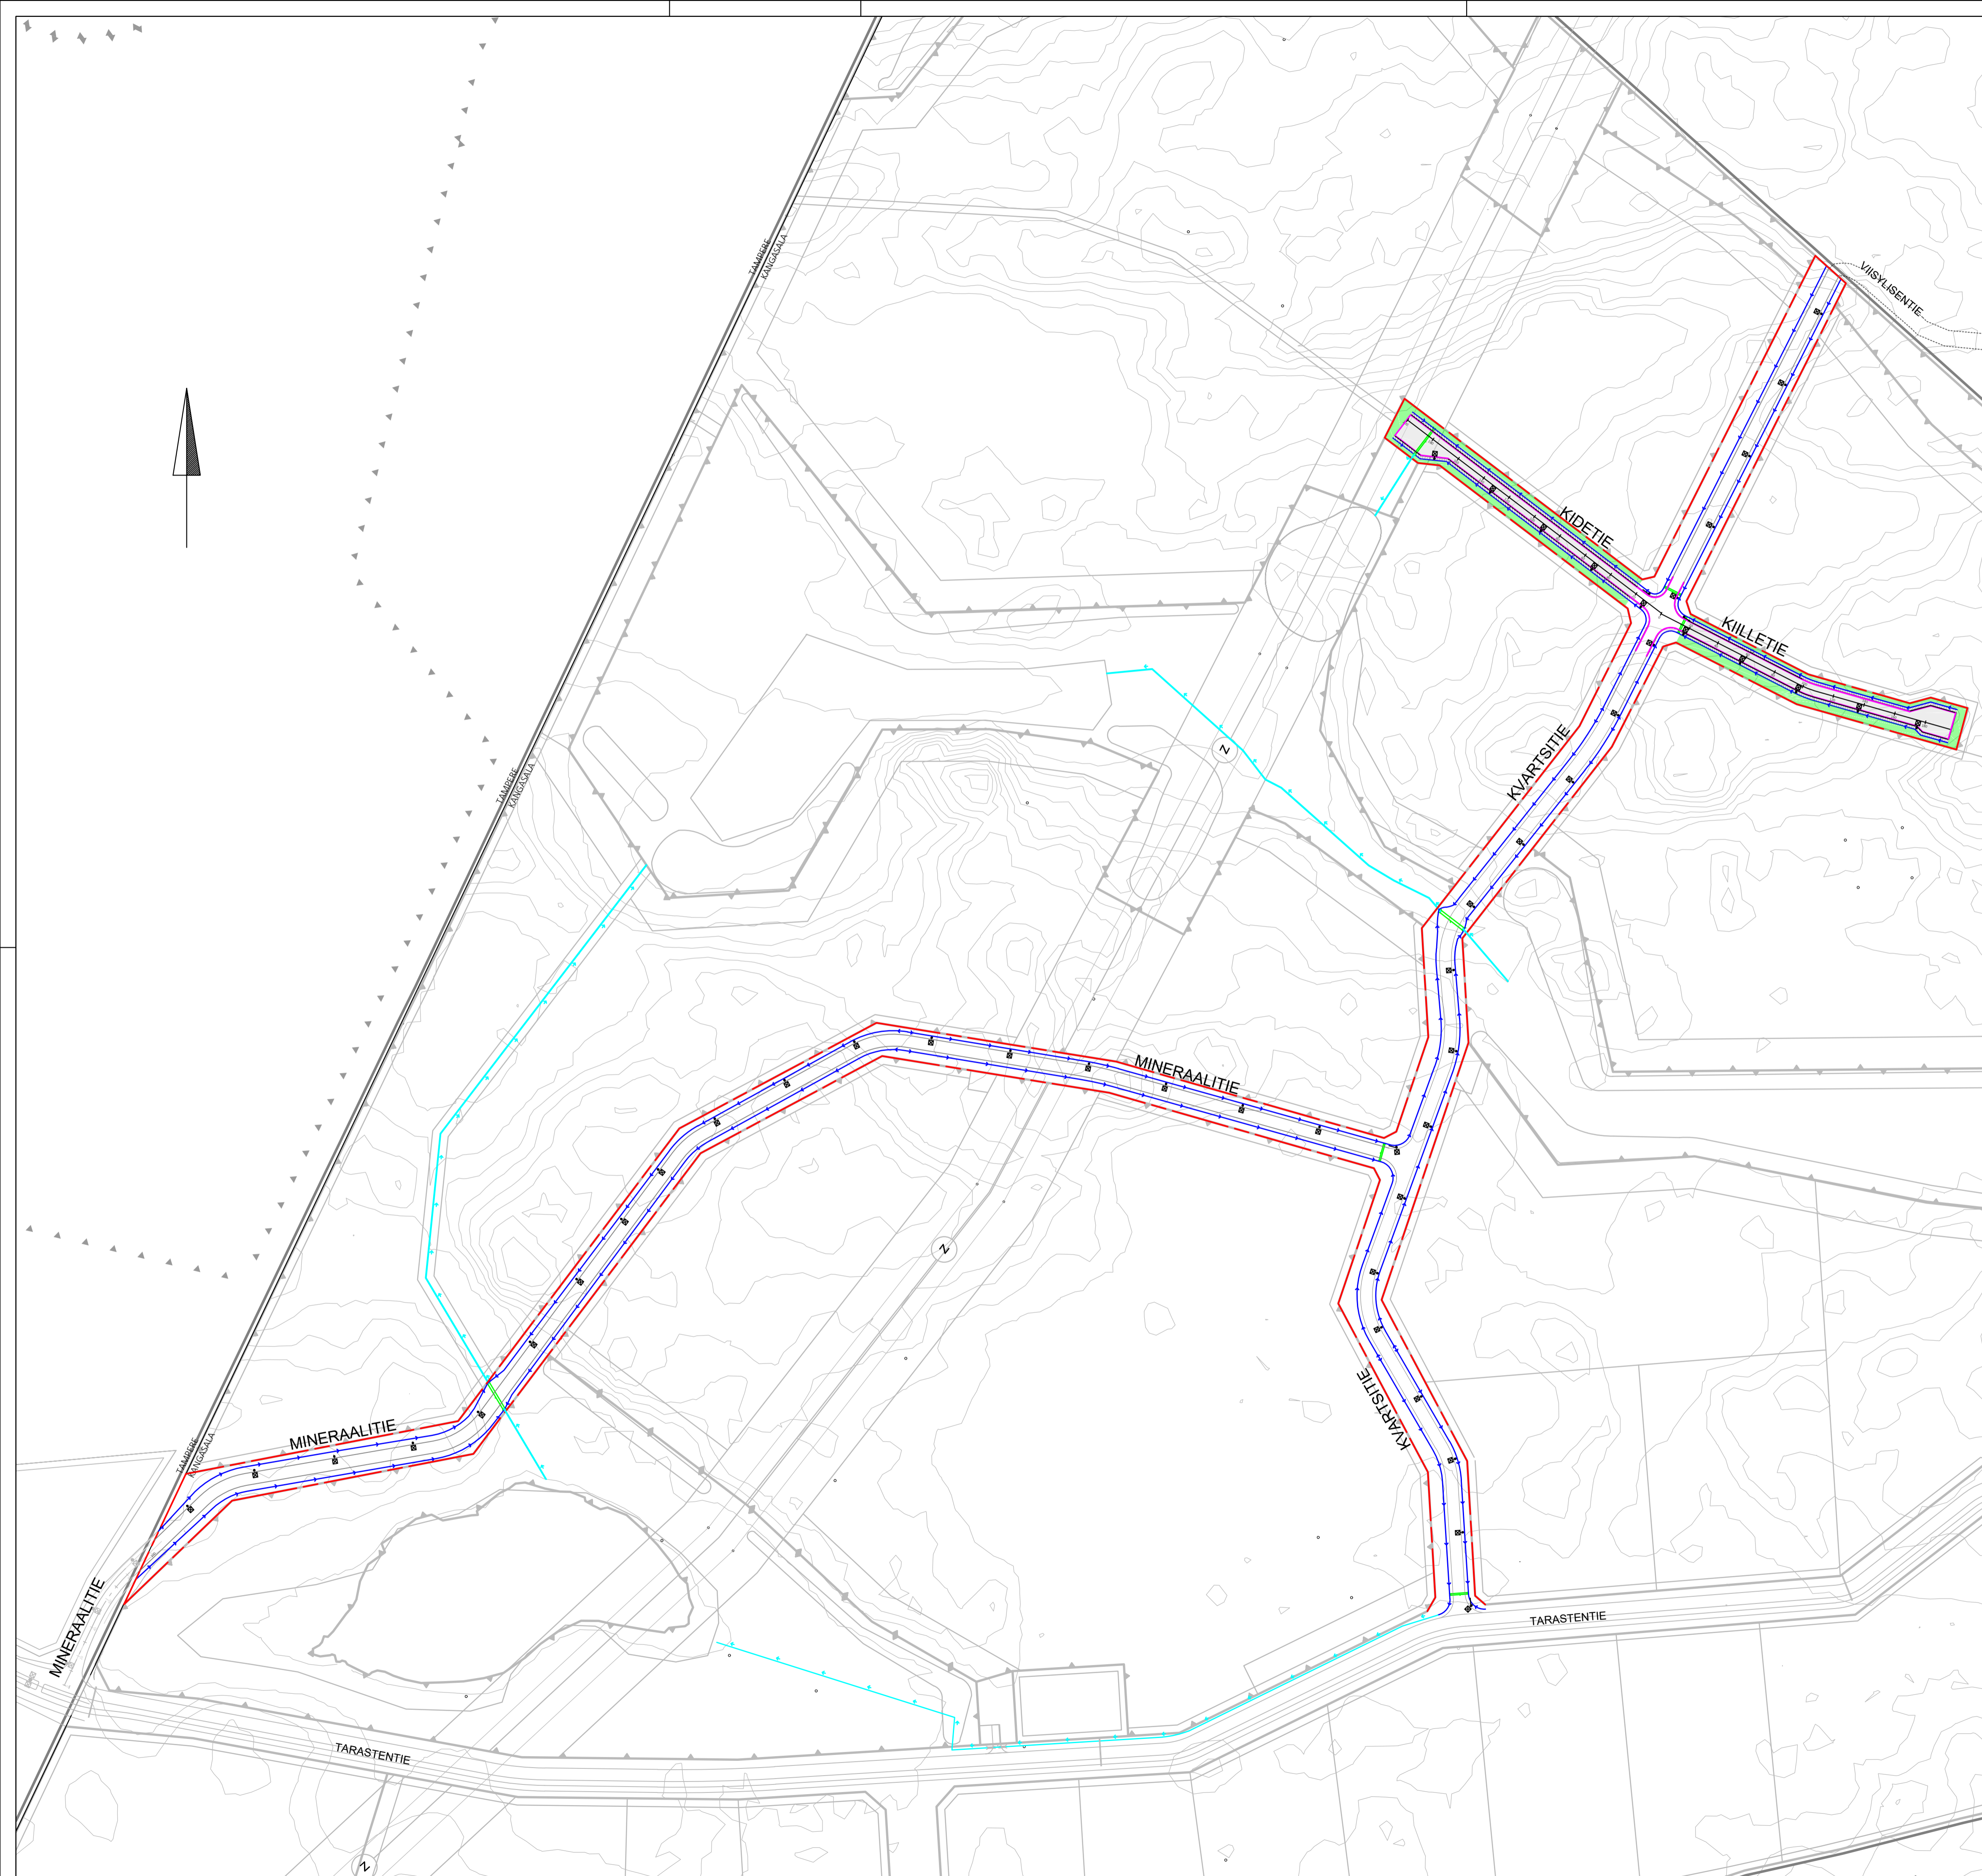 TAMPERE
KANGASALA
VIISYLISENTIE
KIDETIE
KIILLETIE
KVARTSITIE
Z
TAMPERE
KANGASALA
MINERAALITIE
Z
KVARTSITIE
MINERAALITIE
TAMPERE
KANGASALA
MINERAALITIE
TARASTENTIE
TARASTENTIE
Z